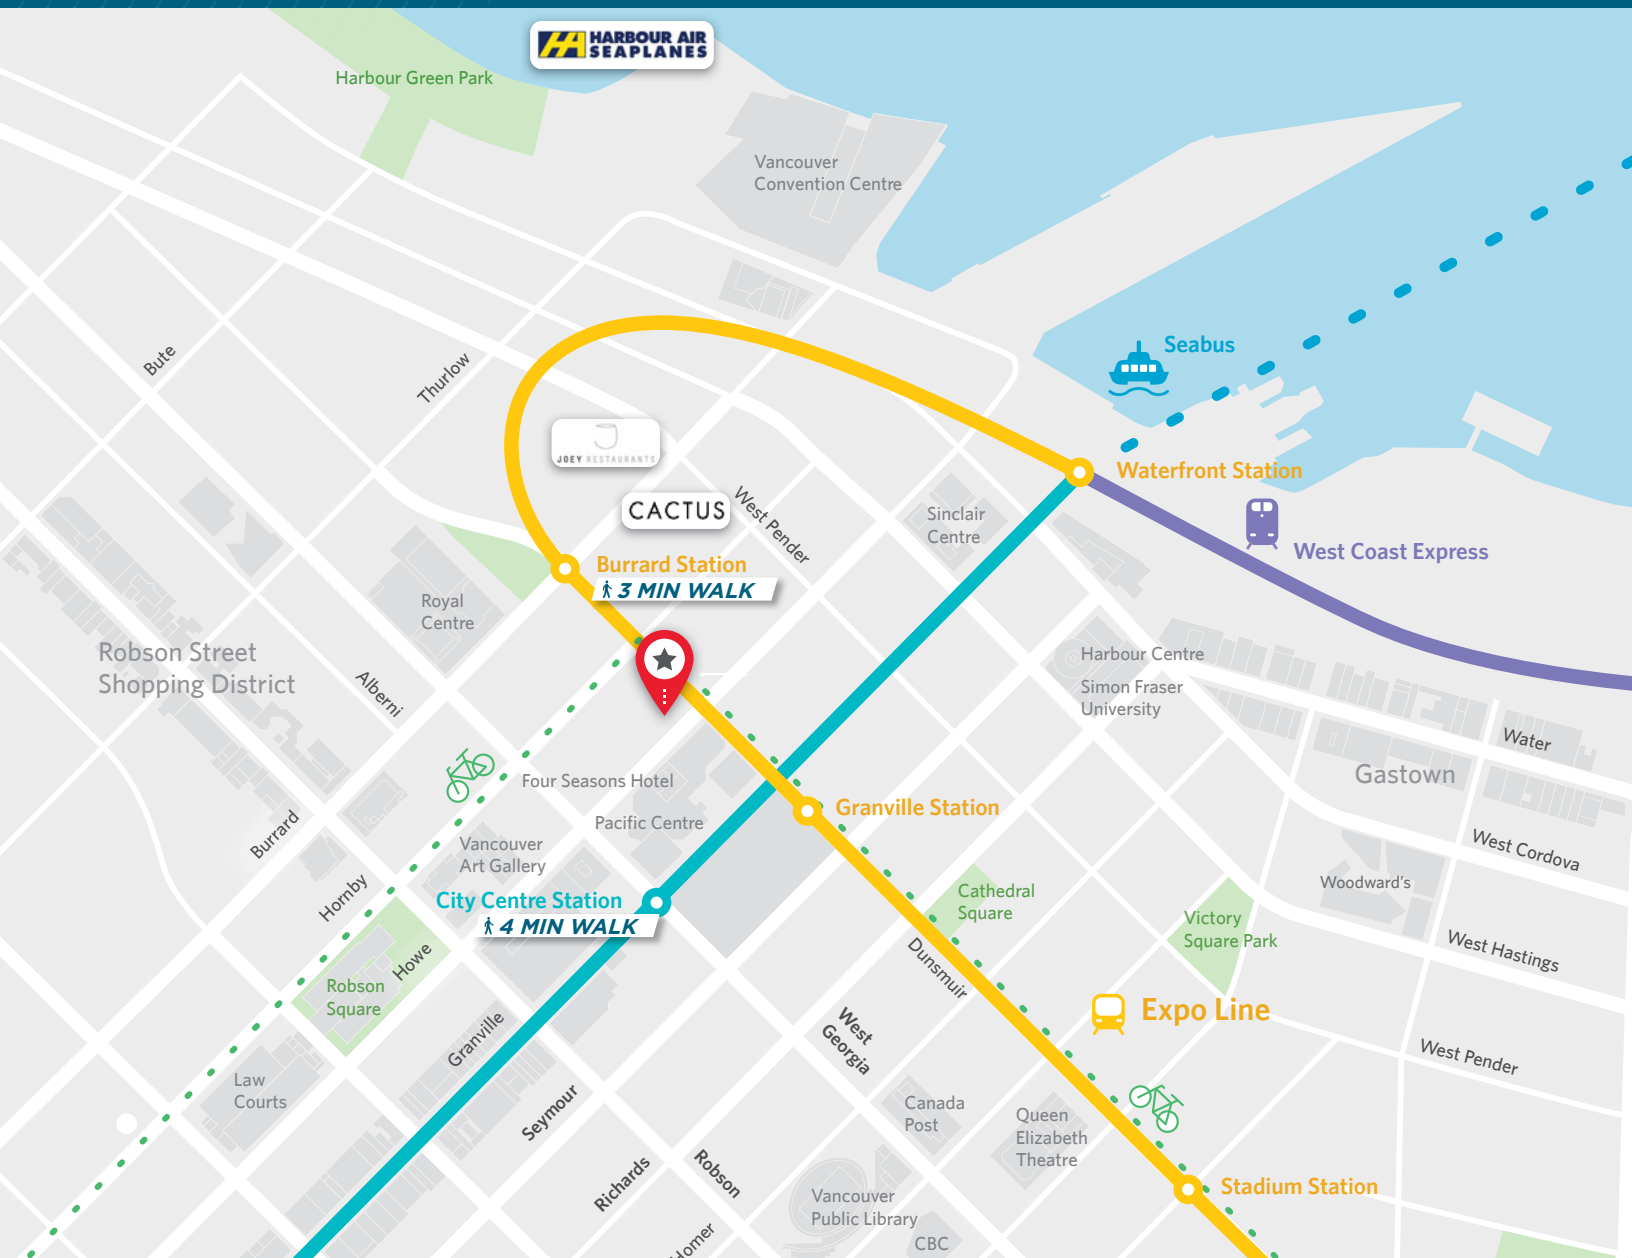 HARBOUR AIR
SEAPLANES
Harbour Green Park
Vancouver
Convention Centre
Seabus
Bute
Thurlow
JOEY RESTAURANTS
Waterfront Station
CACTUS
West Pender
Sinclair
Centre
West Coast Express
Burrard Station
3 MIN WALK
Royal
Centre
Robson Street
Shopping District
Harbour Centre
Simon Fraser
University
Alberni
Water
Gastown
Four Seasons Hotel
Granville Station
Pacific Centre
Burrard
Vancouver
Art Gallery
West Cordova
Woodward's
Hornby
City Centre Station
4 MIN WALK
Cathedral
Square
Victory
Square Park
West Hastings
Howe
Dunsmuir
Robson
Square
Expo Line
Granville
West
Georgia
West Pender
Law
Courts
Seymour
Canada
Post
Queen
Elizabeth
Theatre
Richards
Robson
Stadium Station
Vancouver
Public Library
Homer
CBC